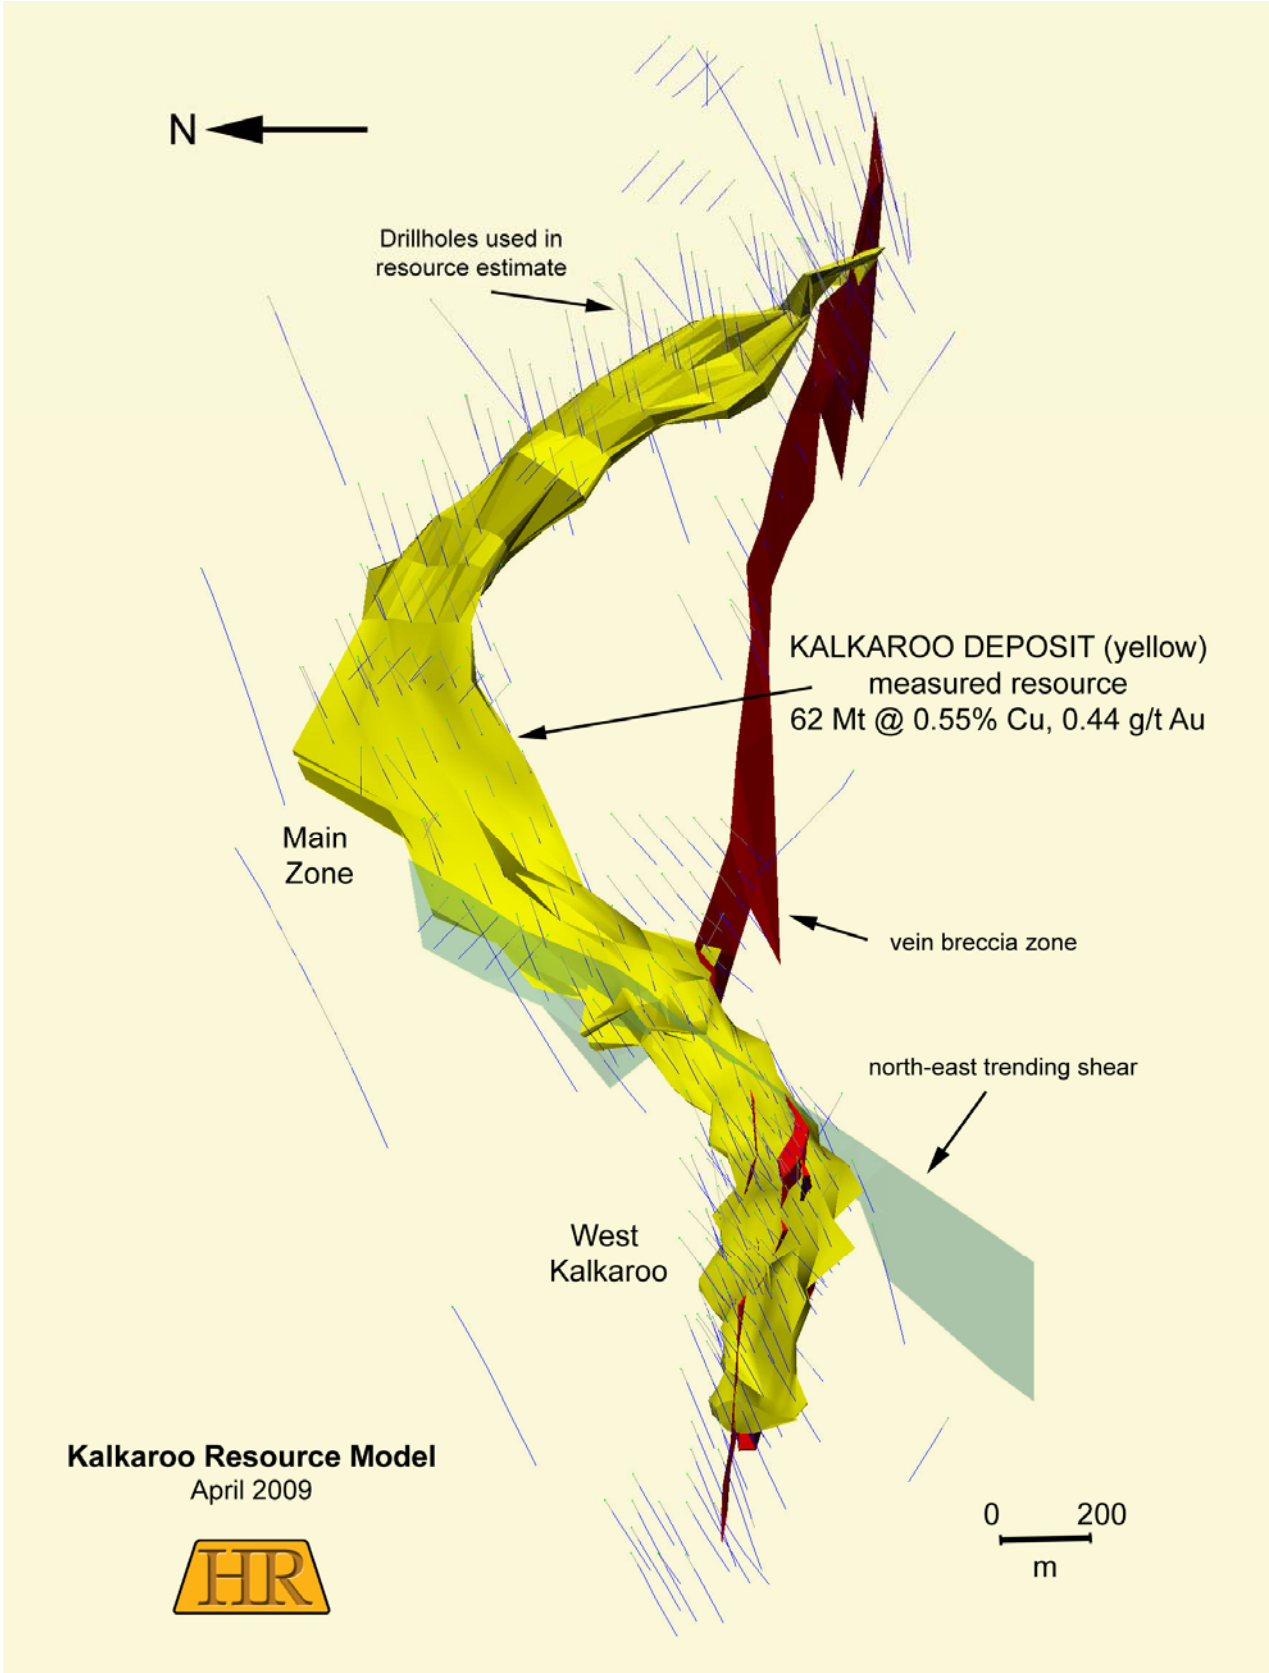 N
Drillholes used in
resource estimate
KALKAROO DEPOSIT (yellow)
measured resource
62 Mt @ 0.55% Cu, 0.44 g/t Au
Main
Zone
vein breccia zone
north-east trending shear
West
Kalkaroo
Kalkaroo Resource Model
April 2009
HR
0 200
m